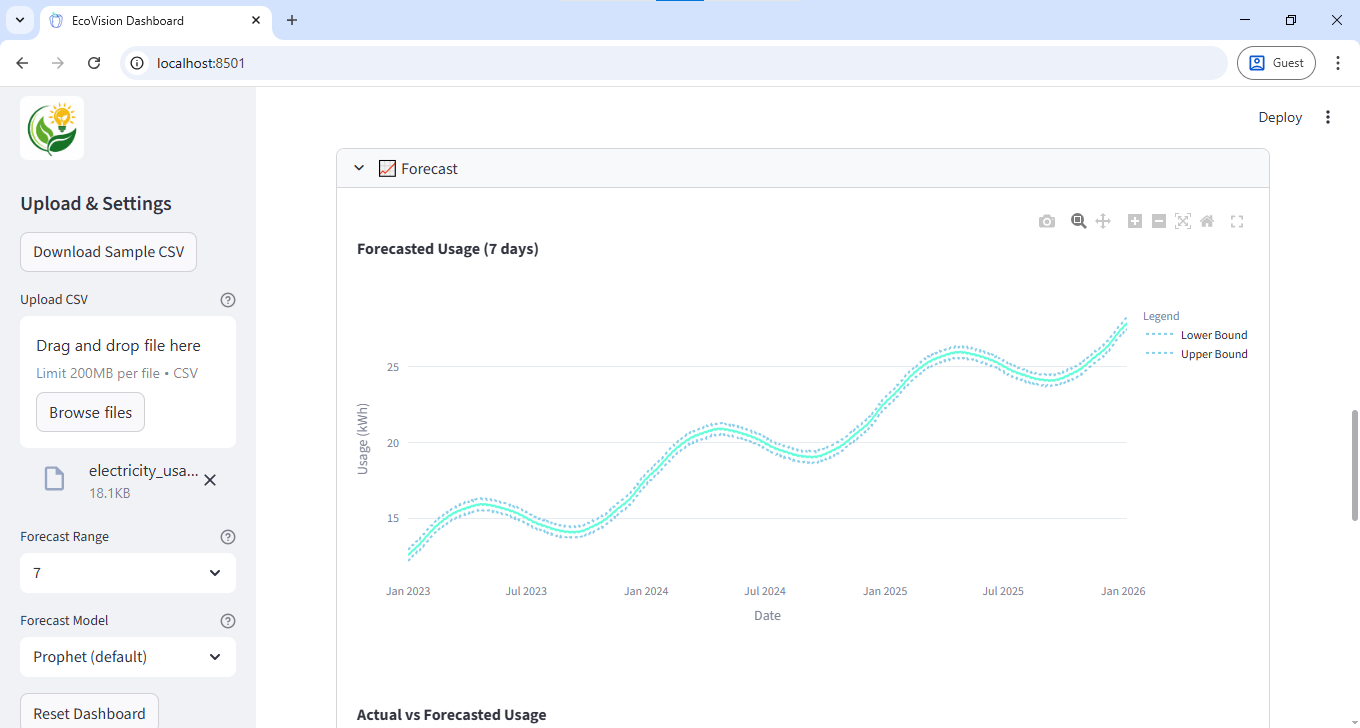 EcoVision Dashboard
localhost:8501
Guest
Deploy
Upload & Settings
Download Sample CSV
Upload CSV
Drag and drop file here
Limit 200MB per file • CSV
Browse files
electricity_usa...
18.1KB
Forecast Range
7
Forecast Model
Prophet (default)
Reset Dashboard
Forecast
Forecasted Usage (7 days)
Legend
Lower Bound
Upper Bound
25
20
15
Usage (kWh)
Jan 2023
Jul 2023
Jan 2024
Jul 2024
Jan 2025
Jul 2025
Jan 2026
Date
Actual vs Forecasted Usage